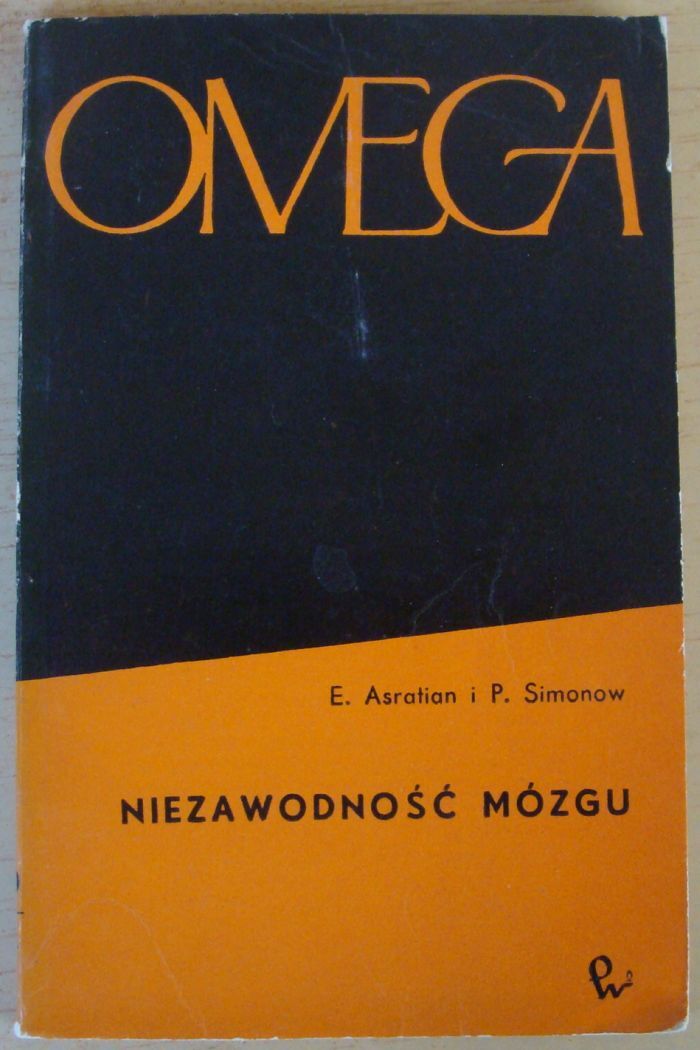 OMEGA
E. Asratian i P. Simonow
NIEZAWODNOŚĆ MÓZGU